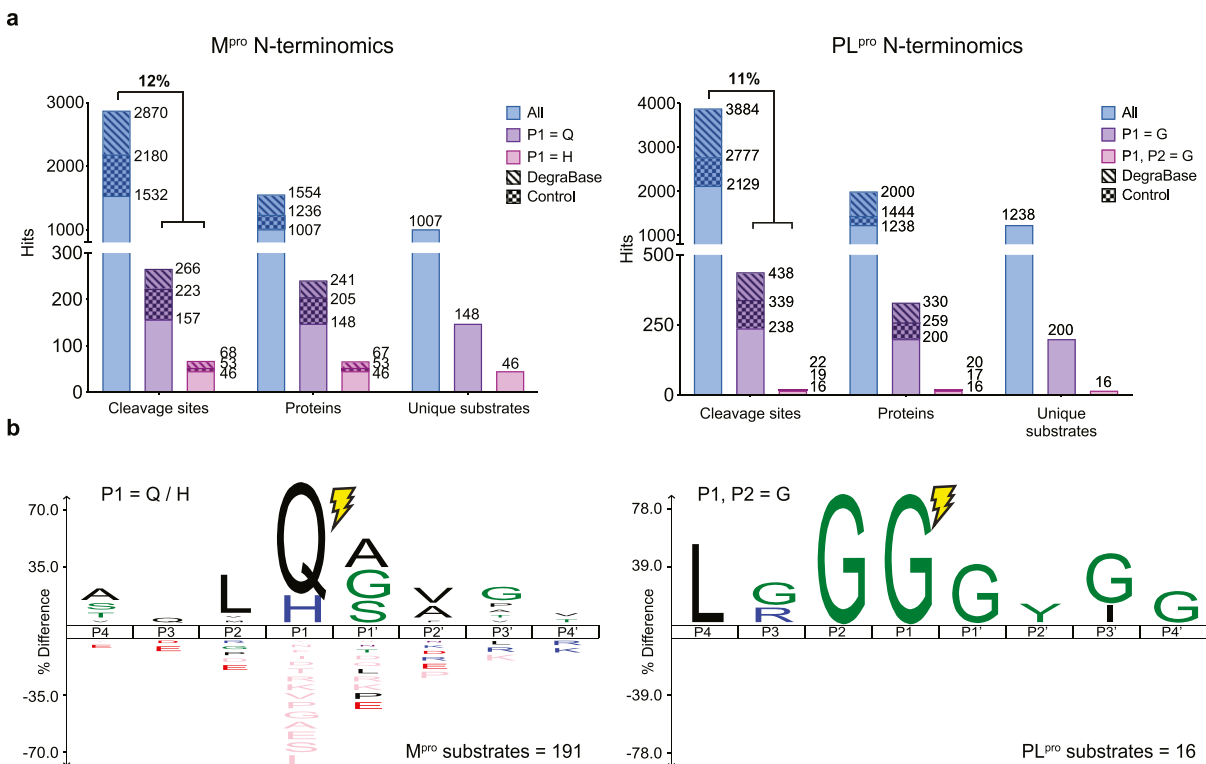 a
Mpro N-terminomics
12%
3000
2000
1000
300
200
100
0
Hits
2870
2180
1532
266
223
157
68
53
46
1554
1236
1007
241
205
148
67
53
46
1007
148
46
All
P1 = Q
P1 = H
DegraBase
Control
Cleavage sites
Proteins
Unique substrates
PLpro N-terminomics
11%
4000
3000
2000
1000
500
250
0
Hits
3884
2777
2129
438
339
238
22
19
16
2000
1444
1238
330
259
200
20
17
16
1238
200
16
All
P1 = G
P1, P2 = G
DegraBase
Control
Cleavage sites
Proteins
Unique
substrates
b
P1 = Q / H
70.0
35.0
% Difference
-35.0
-70.0
A
S
T
Q
L
Q
H
A
G
S
V
A
G
P4 P3 P2 P1 P1' P2' P3' P4'
E
E
G
P
D
E
P
G
A
E
S
L
P
E
K
D
R
E
P
L
R
K
R
K
Mpro substrates = 191
P1, P2 = G
78.0
39.0
% Difference
-39.0
-78.0
L
G
R
G
G
G
Y
G
I
G
P4 P3 P2 P1 P1' P2' P3' P4'
PLpro substrates = 16